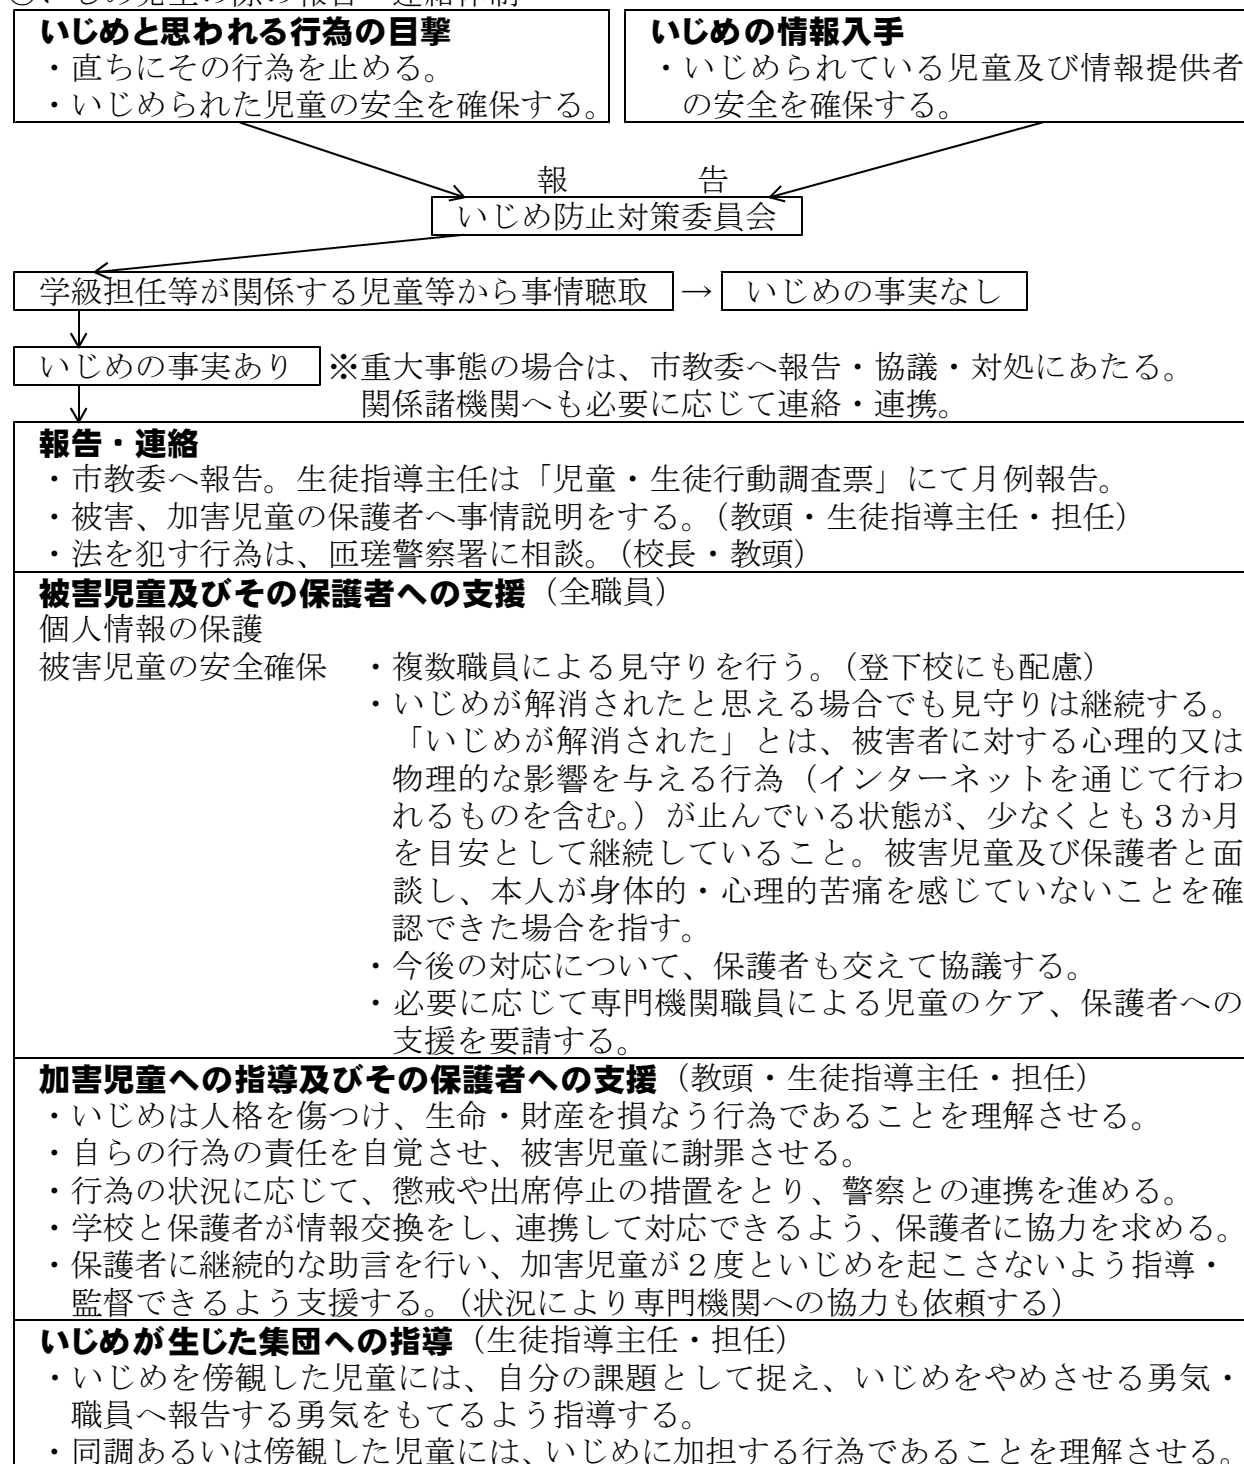 いじめと思われる行為の目撃
・直ちにその行為を止める。
・いじめられた児童の安全を確保する。
いじめの情報入手
・いじめられている児童及び情報提供者
の安全を確保する。
報　告
いじめ防止対策委員会
学級担任等が関係する児童等から事情聴取 → いじめの事実なし
いじめの事実あり ※重大事態の場合は、市教委へ報告・協議・対処にあたる。
関係諸機関へも必要に応じて連絡・連携。
報告・連絡
・市教委へ報告。生徒指導主任は「児童・生徒行動調査票」にて月例報告。
・被害、加害児童の保護者へ事情説明をする。（教頭・生徒指導主任・担任）
・法を犯す行為は、匝瑳警察署に相談。（校長・教頭）
被害児童及びその保護者への支援（全職員）
個人情報の保護
被害児童の安全確保　・複数職員による見守りを行う。（登下校にも配慮）
・いじめが解消されたと思える場合でも見守りは継続する。
「いじめが解消された」とは、被害者に対する心理的又は
物理的な影響を与える行為（インターネットを通じて行わ
れるものを含む。）が止んでいる状態が、少なくとも３か月
を目安として継続していること。被害児童及び保護者と面
談し、本人が身体的・心理的苦痛を感じていないことを確
認できた場合を指す。
・今後の対応について、保護者も交えて協議する。
・必要に応じて専門機関職員による児童のケア、保護者への
支援を要請する。
加害児童への指導及びその保護者への支援（教頭・生徒指導主任・担任）
・いじめは人格を傷つけ、生命・財産を損なう行為であることを理解させる。
・自らの行為の責任を自覚させ、被害児童に謝罪させる。
・行為の状況に応じて、懲戒や出席停止の措置をとり、警察との連携を進める。
・学校と保護者が情報交換をし、連携して対応できるよう、保護者に協力を求める。
・保護者に継続的な助言を行い、加害児童が２度といじめを起こさないよう指導・
監督できるよう支援する。（状況により専門機関への協力も依頼する）
いじめが生じた集団への指導（生徒指導主任・担任）
・いじめを傍観した児童には、自分の課題として捉え、いじめをやめさせる勇気・
職員へ報告する勇気をもてるよう指導する。
・同調あるいは傍観した児童には、いじめに加担する行為であることを理解させる。